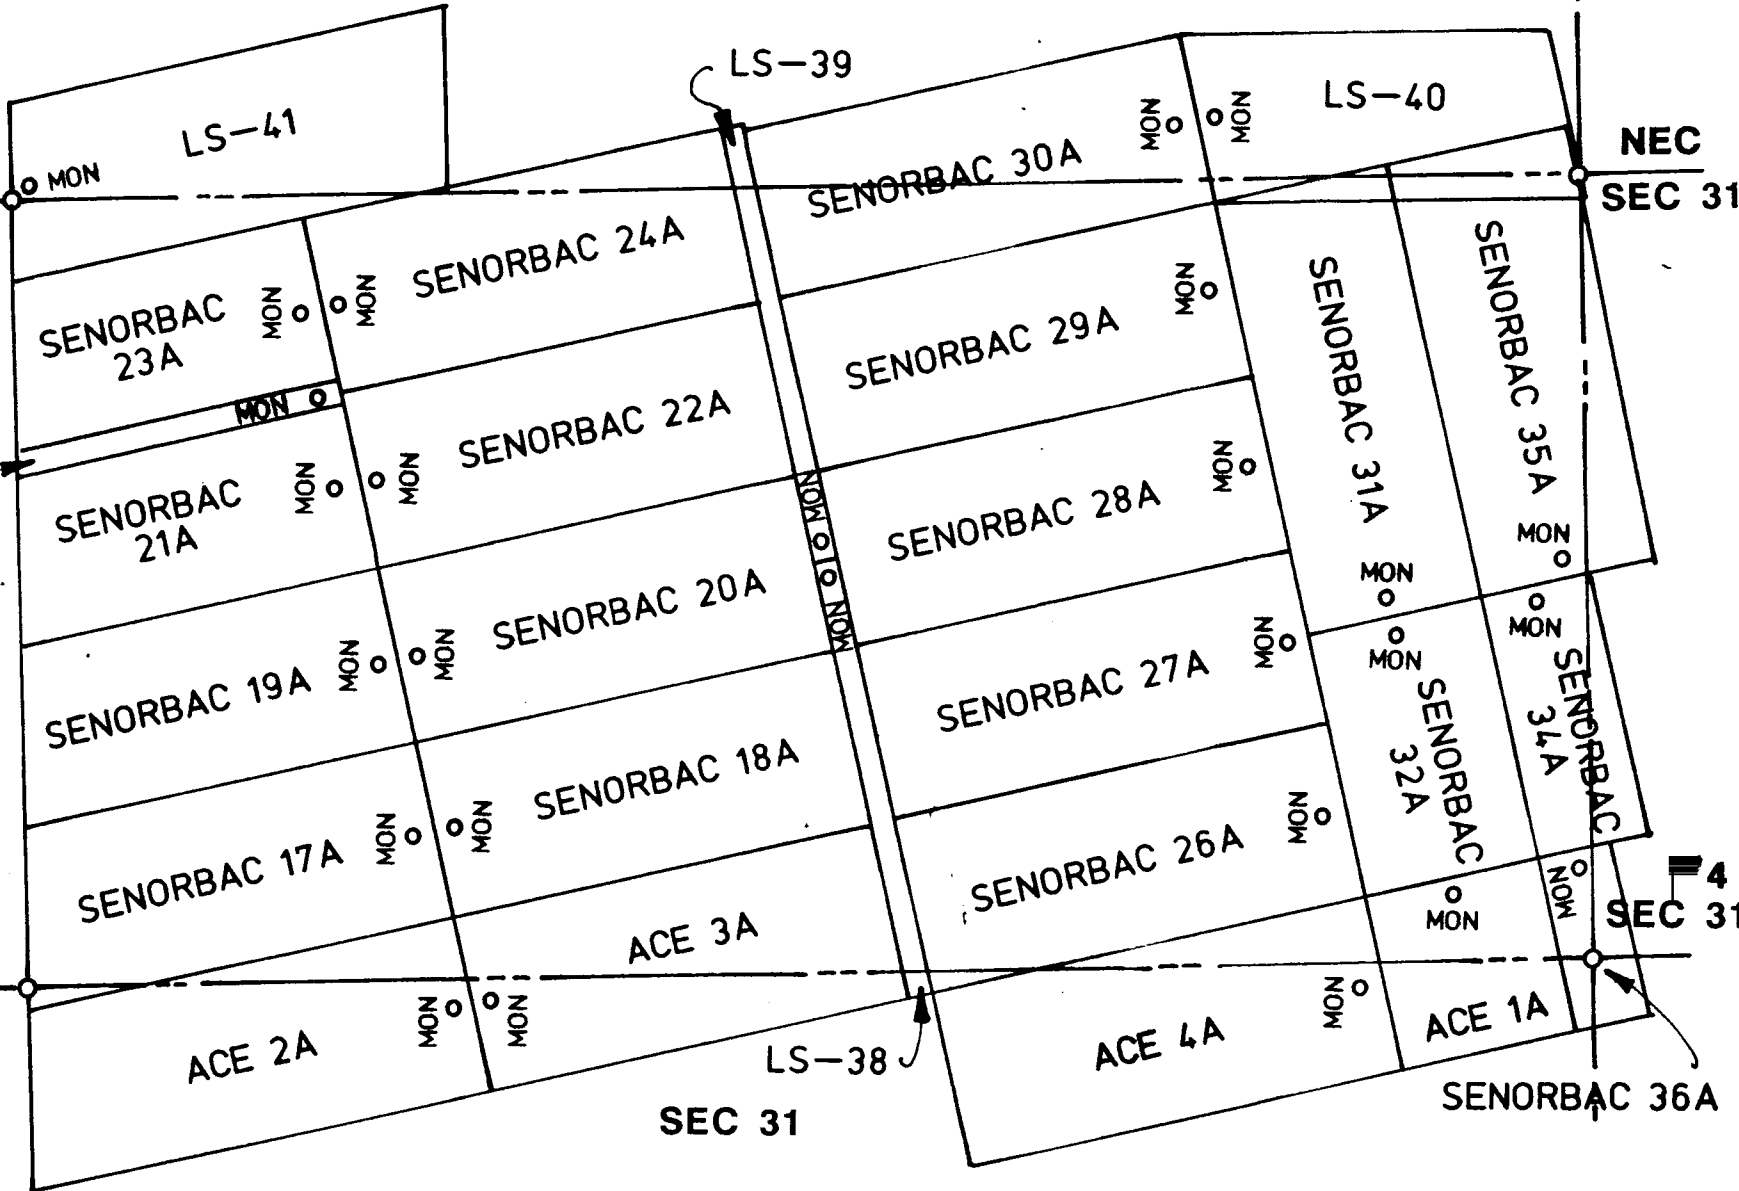 LS-39
LS-41
LS-40
MON
MON
MON
NEC
SEC 31
SENORBAC 30A
SENORBAC 24A
SENORBAC
23A
MON
MON
MON
SENORBAC 22A
SENORBAC 29A
MON
SENORBAC 31A
SENORBAC 35A
MON
SENORBAC
21A
MON
MON
SENORBAC 20A
MON
MON
SENORBAC 28A
MON
MON
MON
SENORBAC 19A
MON
MON
SENORBAC 18A
SENORBAC 27A
MON
MON
MON
SENORBAC
32A
SENORBAC
34A
SENORBAC 17A
MON
MON
ACE 3A
SENORBAC 26A
MON
MON
MON
4
SEC 31
ACE 2A
MON
MON
LS-38
ACE 4A
MON
ACE 1A
SENORBAC 36A
SEC 31